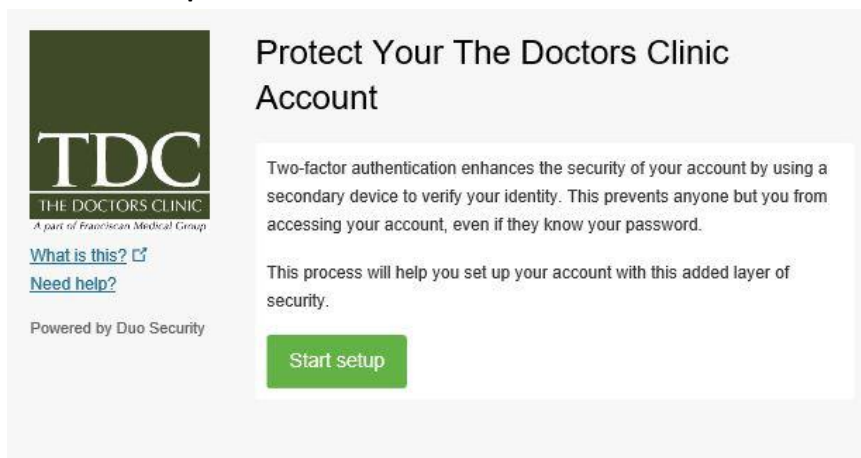 Protect Your The Doctors Clinic
Account
TDC
THE DOCTORS CLINIC
A part of Franciscan Medical Group
What is this?
Need help?
Powered by Duo Security
Two-factor authentication enhances the security of your account by using a
secondary device to verify your identity. This prevents anyone but you from
accessing your account, even if they know your password.
This process will help you set up your account with this added layer of
security.
Start setup